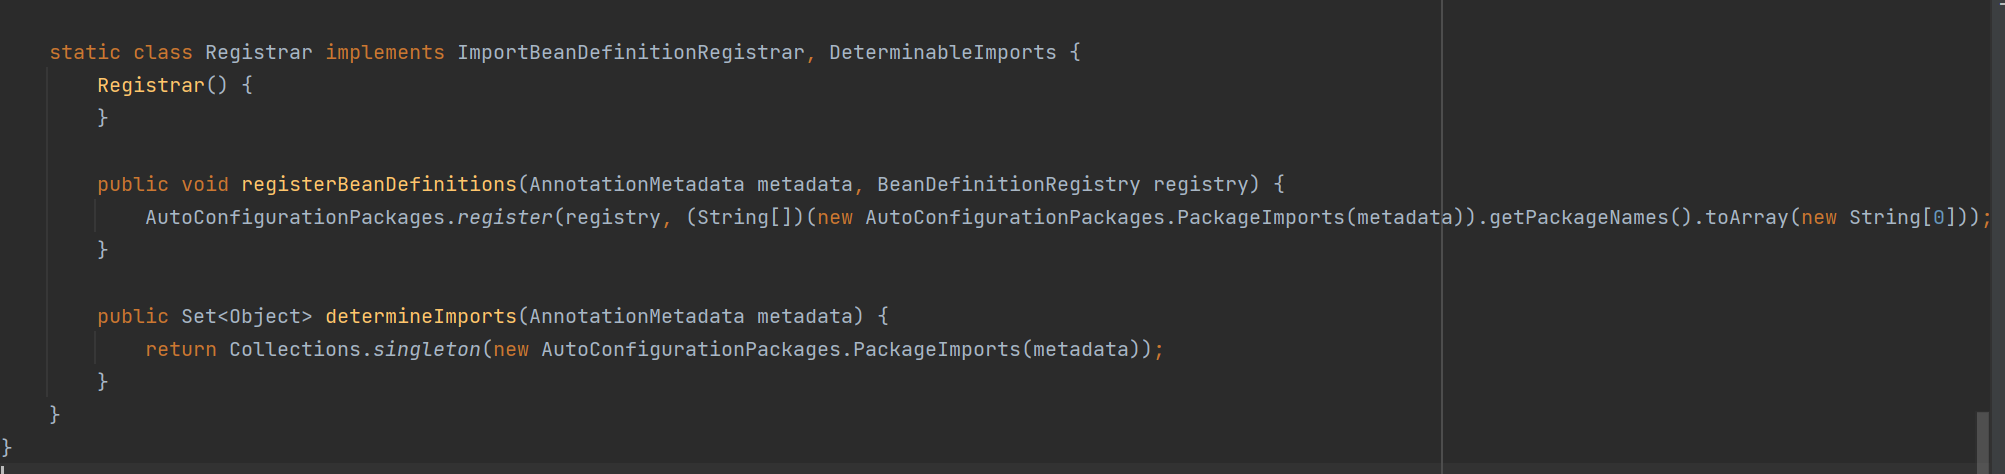 static class Registrar implements ImportBeanDefinitionRegistrar, DeterminableImports {
Registrar() {
}
public void registerBeanDefinitions(AnnotationMetadata metadata, BeanDefinitionRegistry registry) {
AutoConfigurationPackages.register(registry, (String[])(new AutoConfigurationPackages.PackageImports(metadata)).getPackageNames().toArray(new String[0]));
}
public Set<Object> determineImports(AnnotationMetadata metadata) {
return Collections.singleton(new AutoConfigurationPackages.PackageImports(metadata));
}
}
}